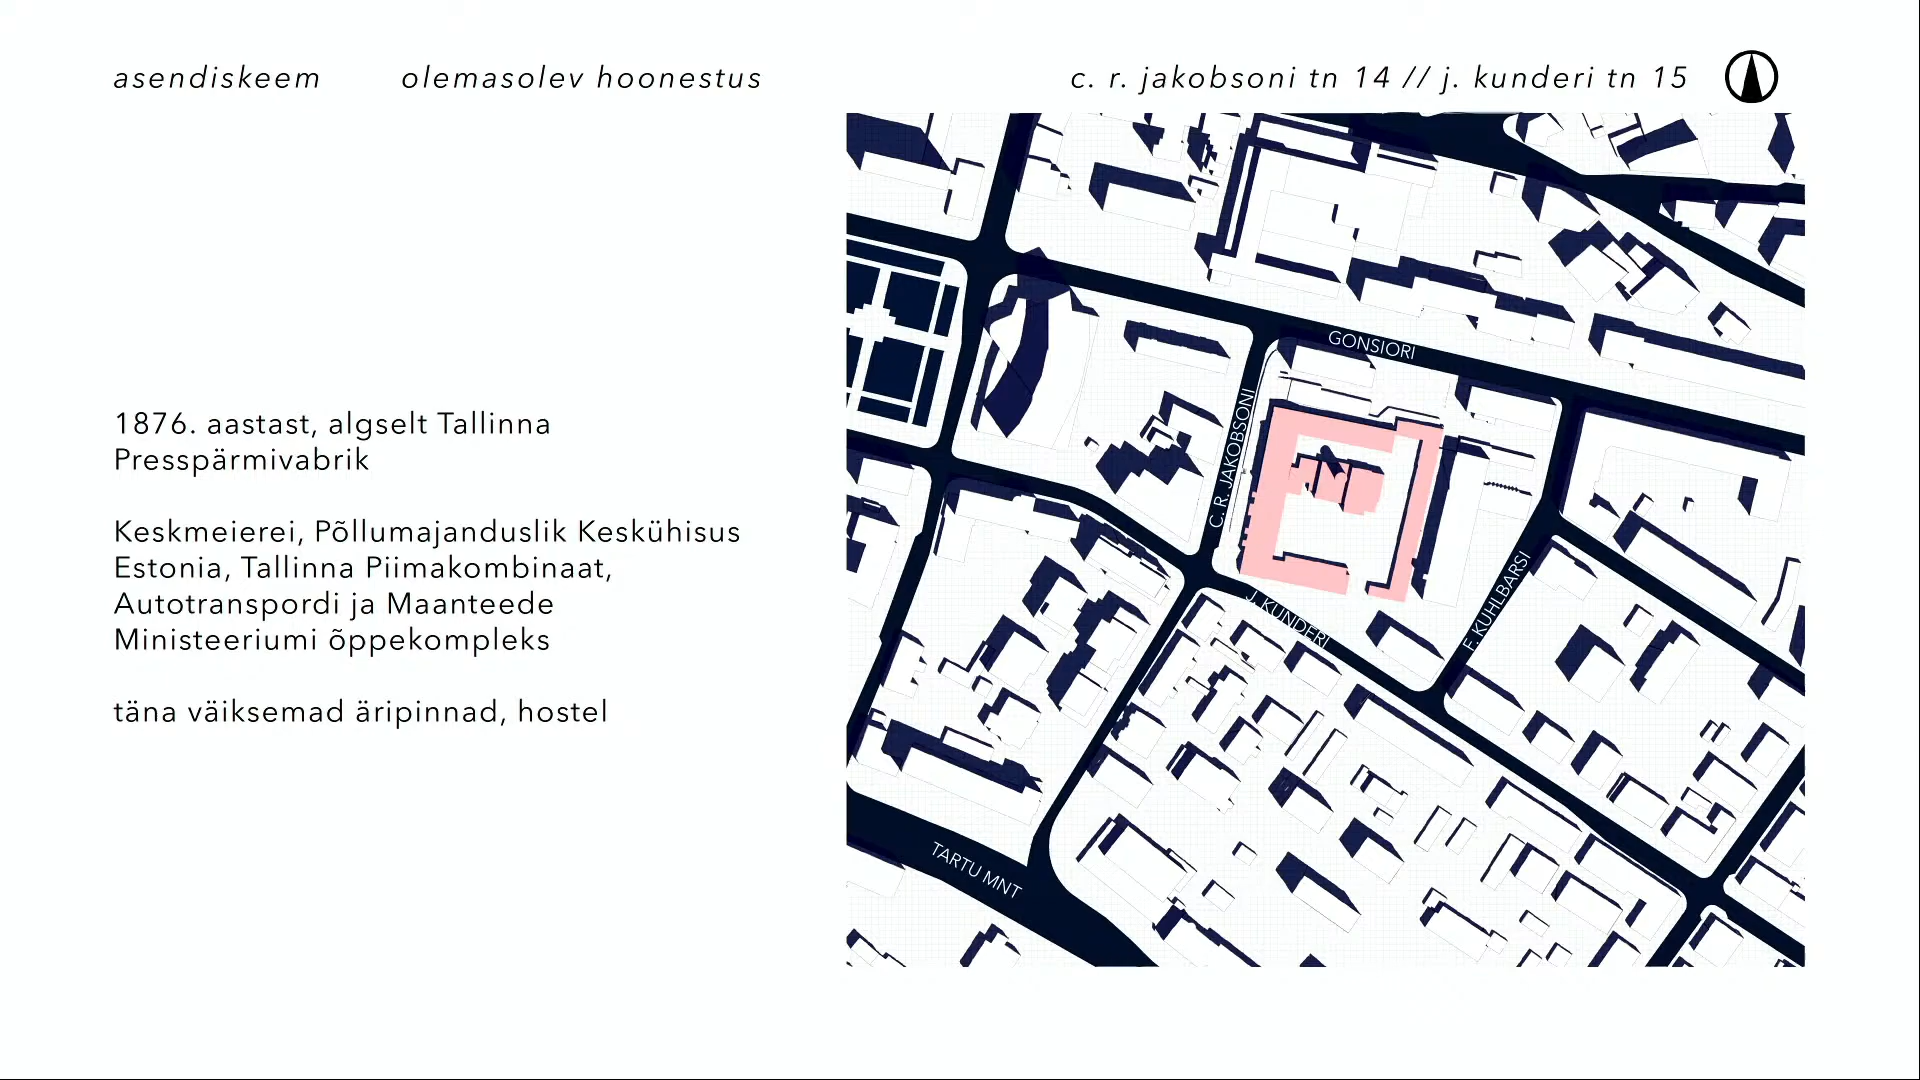 asendiskeem
olemasolev hoonestus
c. r. jakobsoni tn 14 // j. kunderi tn 15
1876. aastast, algselt Tallinna
Presspärmivabrik
Keskmeierei, Põllumajanduslik Keskühisus
Estonia, Tallinna Piimakombinaat,
Autotranspordi ja Maanteede
Ministeeriumi õppekompleks
täna väiksemad äripinnad, hostel
GONSIORI
C. R. JAKOBSONI
J. KUNDERI
F. KUHLBARSI
TARTU MNT